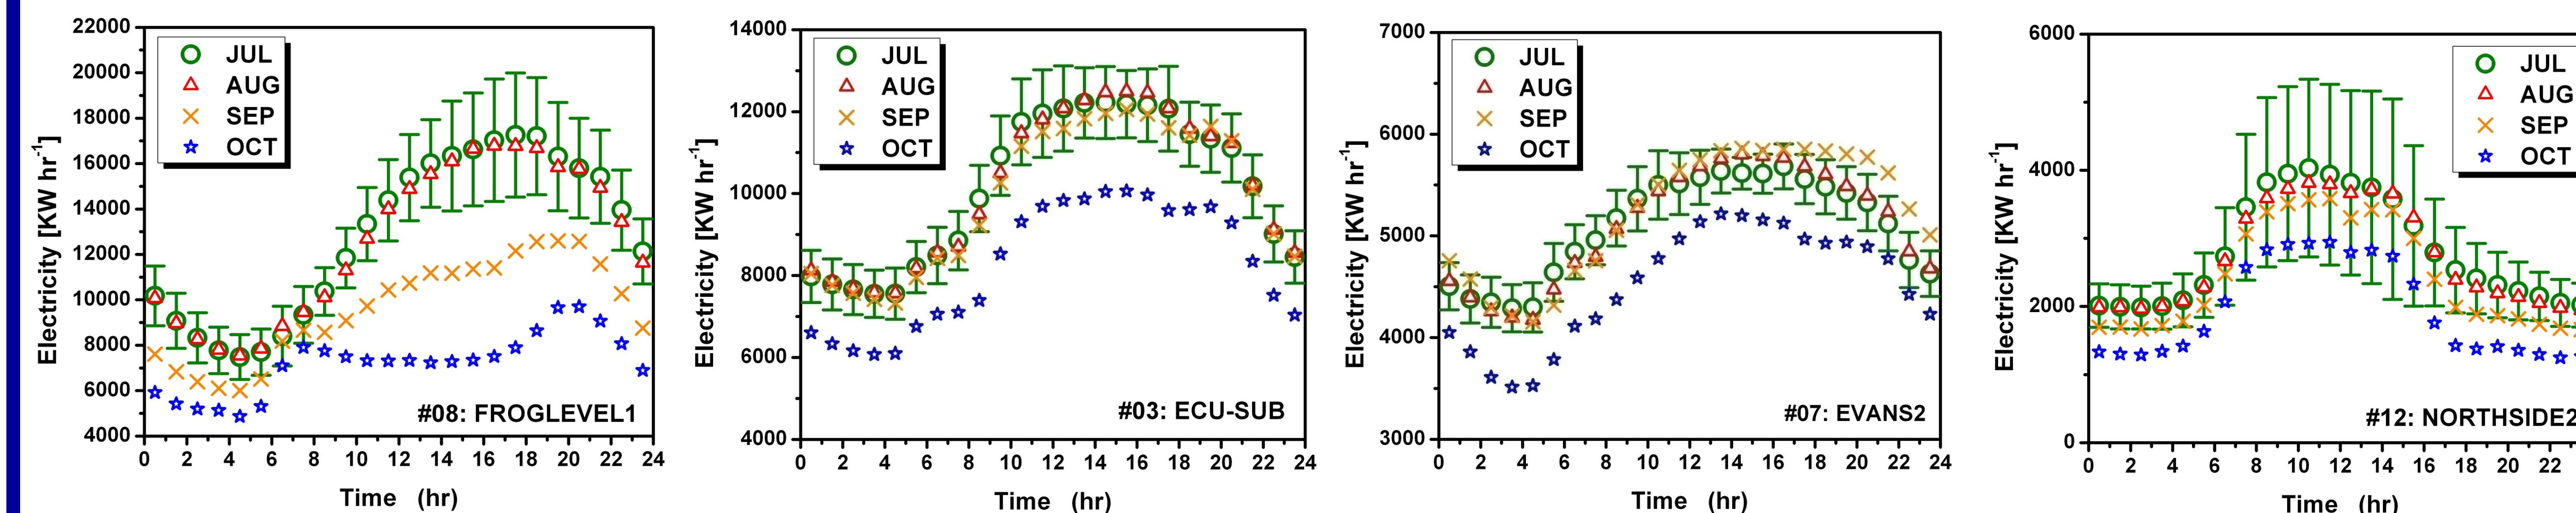 22000
20000
18000
16000
14000
12000
10000
8000
6000
4000
Electricity [KW hr-1]
JUL
AUG
SEP
OCT
#08: FROGLEVEL1
0 2 4 6 8 10 12 14 16 18 20 22 24
Time (hr)
14000
12000
10000
8000
6000
4000
Electricity [KW hr-1]
JUL
AUG
SEP
OCT
#03: ECU-SUB
0 2 4 6 8 10 12 14 16 18 20 22 24
Time (hr)
7000
6000
5000
4000
3000
Electricity [KW hr-1]
JUL
AUG
SEP
OCT
#07: EVANS2
0 2 4 6 8 10 12 14 16 18 20 22 24
Time (hr)
6000
4000
2000
0
Electricity [KW hr-1]
JUL
AUG
SEP
OCT
#12: NORTHSIDE2
0 2 4 6 8 10 12 14 16 18 20 22
Time (hr)